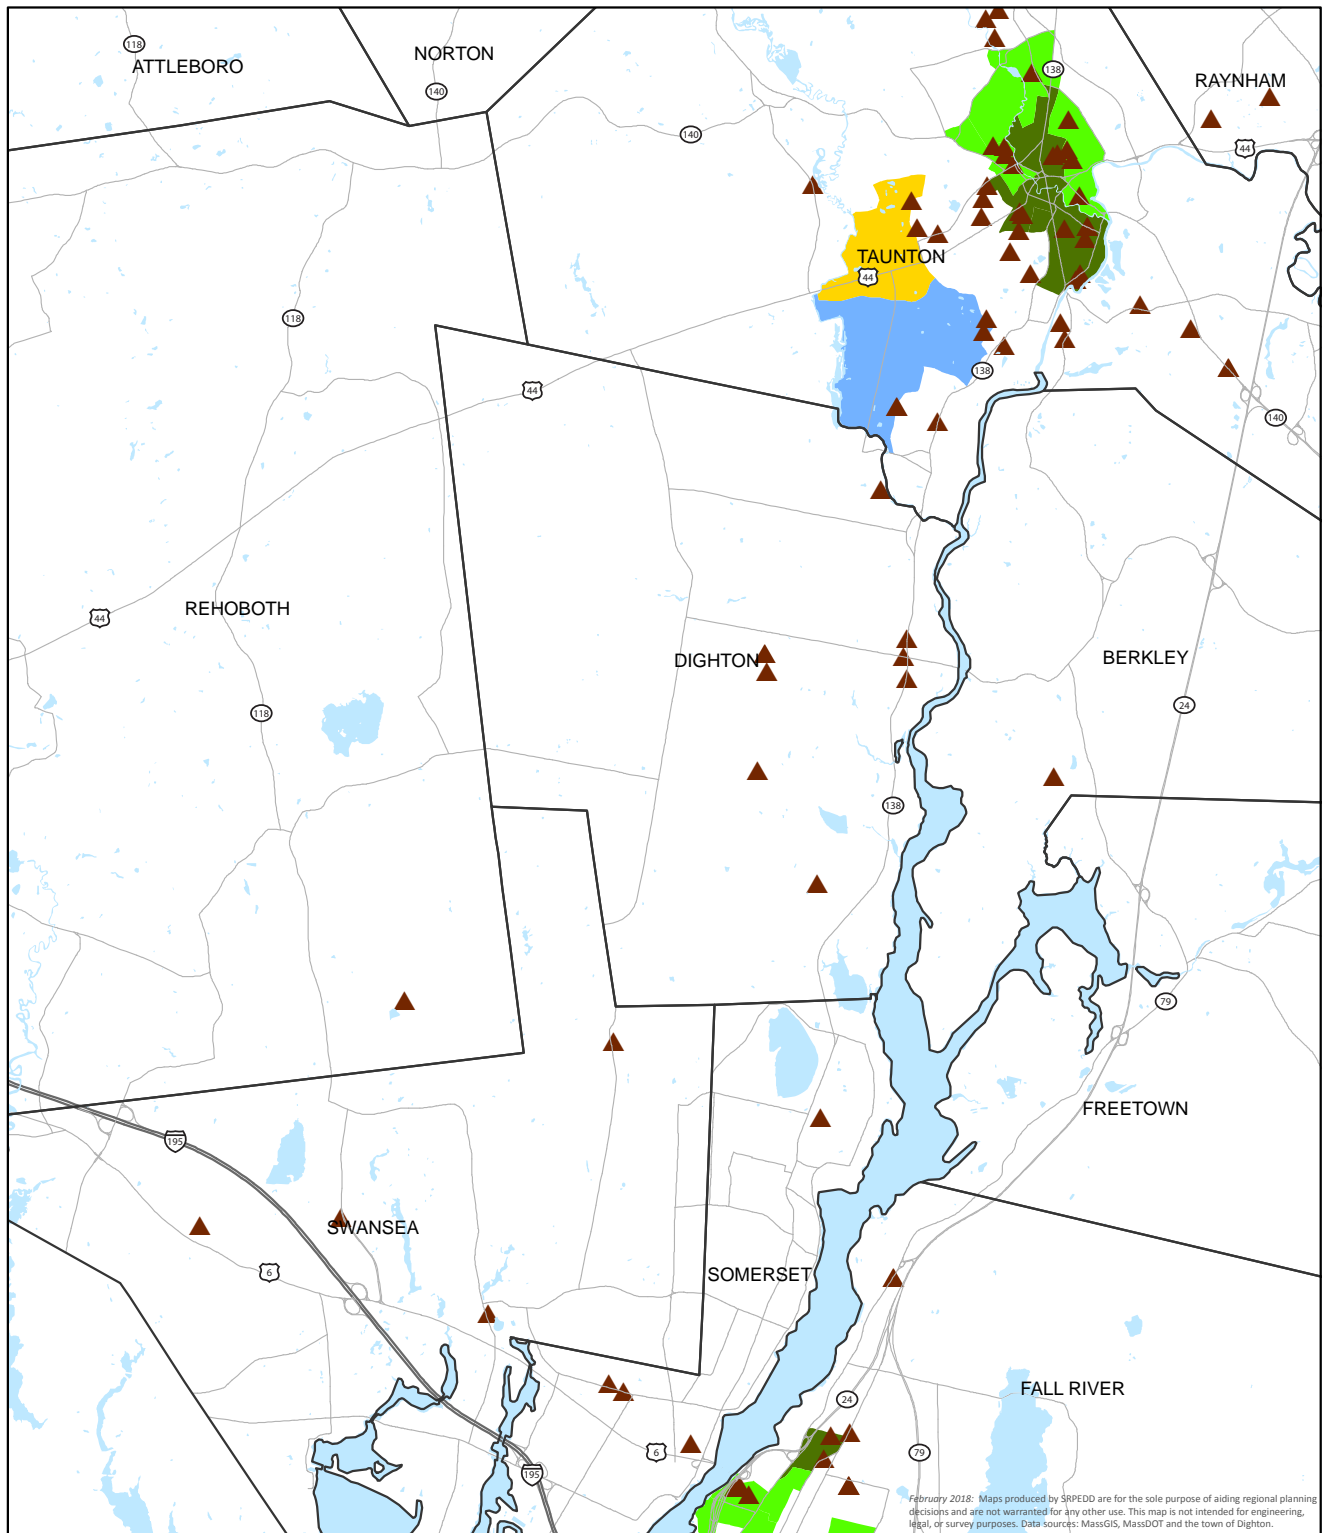 118
ATTLEBORO
NORTON
140
138
RAYNHAM
140
44
TAUNTON
44
118
138
44
140
44
REHOBOTH
DIGHTON
BERKLEY
24
118
138
79
FREETOWN
195
SWANSEA
6
SOMERSET
FALL RIVER
24
6
79
195
February 2018: Maps produced by SRPEDD are for the sole purpose of aiding regional planning
decisions and are not warranted for any other use. This map is not intended for engineering,
legal, or survey purposes. Data sources: MassGIS, MassDOT and the town of Dighton.